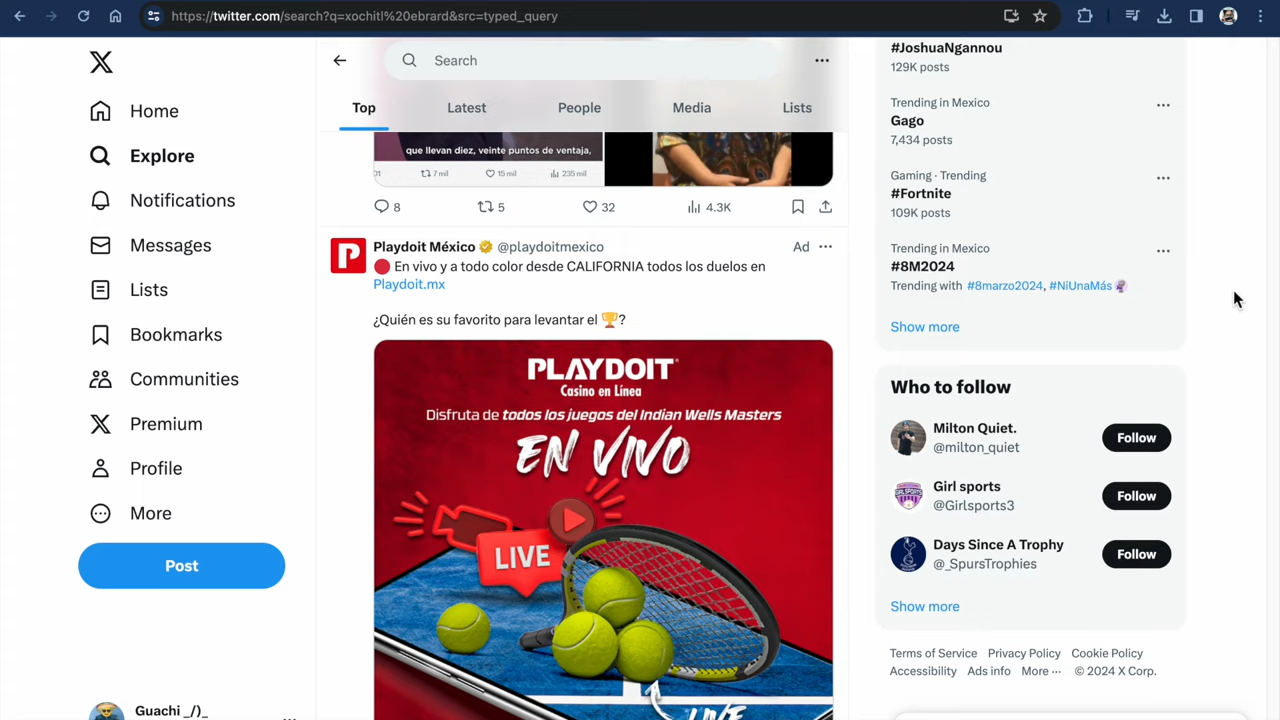 https://twitter.com/search?q=xochitl%20ebrard&src=typed_query
Home
Explore
Notifications
Messages
Lists
Bookmarks
Communities
Premium
Profile
More
Post
Guachi _/)_
Search
Top
Latest
People
Media
Lists
que llevan diez, veinte puntos de ventaja,
7 mil
15 mil
235 mil
8
5
32
4.3K
Playdoit México @playdoitmexico
Ad
En vivo y a todo color desde CALIFORNIA todos los duelos en
Playdoit.mx
¿Quién es su favorito para levantar el 🏆?
PLAYDOIT
Casino en Línea
Disfruta de todos los juegos del Indian Wells Masters
EN VIVO
LIVE
LIVE
#JoshuaNgannou
129K posts
Trending in Mexico
Gago
7,434 posts
Gaming · Trending
#Fortnite
109K posts
Trending in Mexico
#8M2024
Trending with #8marzo2024, #NiUnaMás
Show more
Who to follow
Milton Quiet.
@milton_quiet
Follow
Girl sports
@Girlsports3
Follow
Days Since A Trophy
@_SpursTrophies
Follow
Show more
Terms of Service Privacy Policy Cookie Policy
Accessibility Ads info More ··· © 2024 X Corp.